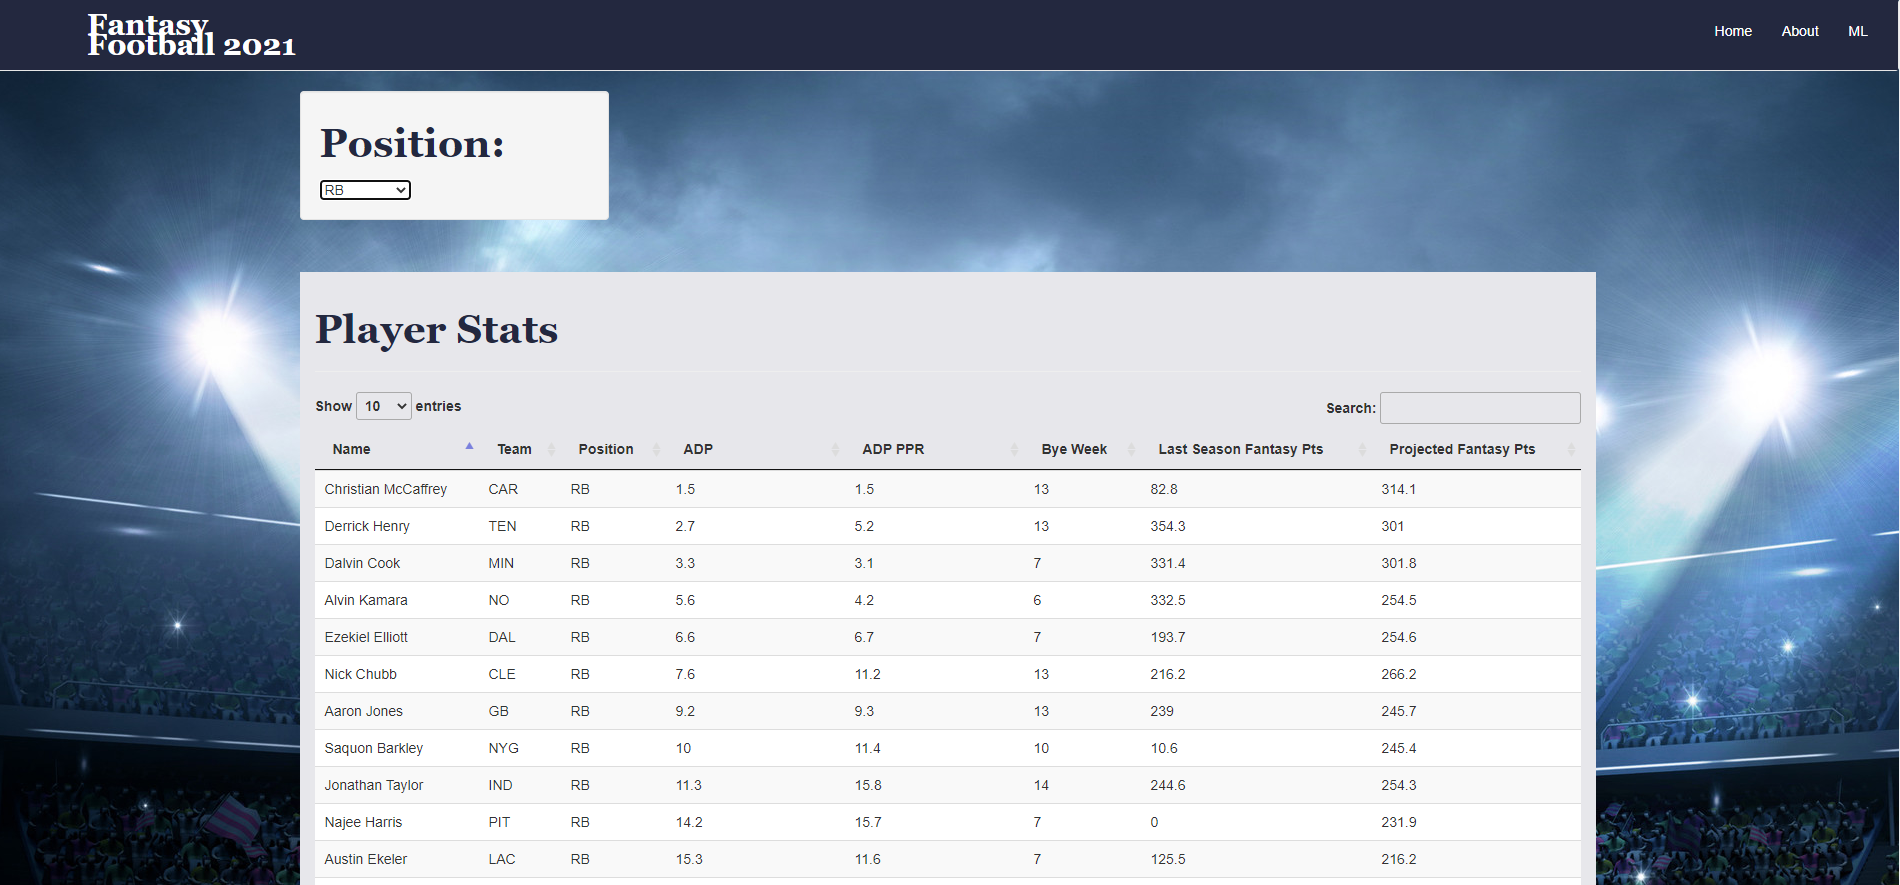 Fantasy
Football 2021
Home About ML
Position:
RB
Player Stats
Show 10 entries
Search:
Name Team Position ADP ADP PPR Bye Week Last Season Fantasy Pts Projected Fantasy Pts
Christian McCaffrey CAR RB 1.5 1.5 13 82.8 314.1
Derrick Henry TEN RB 2.7 5.2 13 354.3 301
Dalvin Cook MIN RB 3.3 3.1 7 331.4 301.8
Alvin Kamara NO RB 5.6 4.2 6 332.5 254.5
Ezekiel Elliott DAL RB 6.6 6.7 7 193.7 254.6
Nick Chubb CLE RB 7.6 11.2 13 216.2 266.2
Aaron Jones GB RB 9.2 9.3 13 239 245.7
Saquon Barkley NYG RB 10 11.4 10 10.6 245.4
Jonathan Taylor IND RB 11.3 15.8 14 244.6 254.3
Najee Harris PIT RB 14.2 15.7 7 0 231.9
Austin Ekeler LAC RB 15.3 11.6 7 125.5 216.2